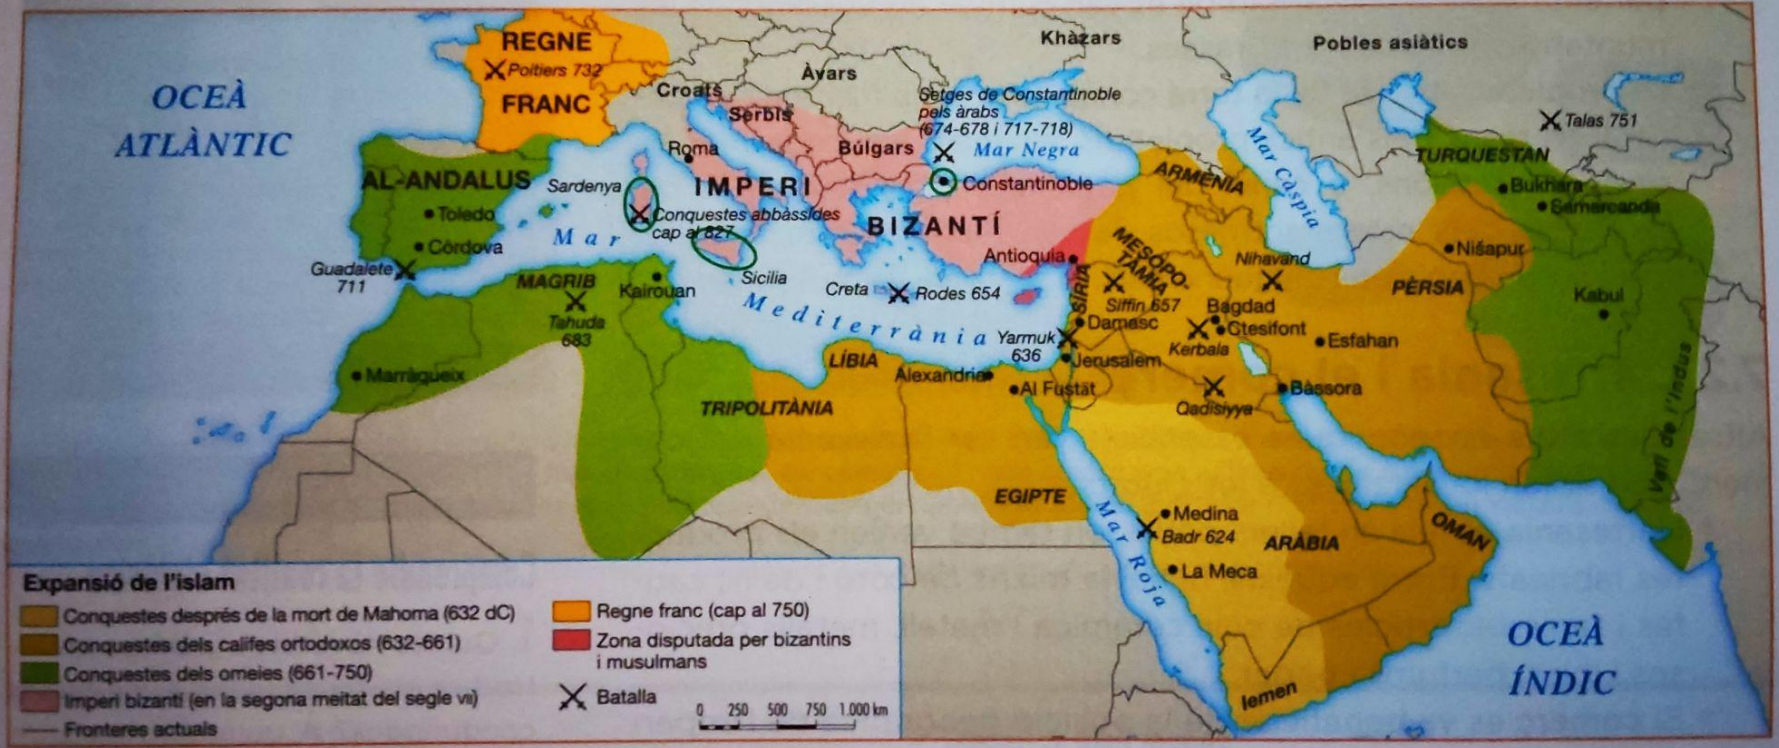 REGNE
Poitiers 732
FRANC
OCEÀ
ATLÀNTIC
Khàzars
Pobles asiàtics
Àvars
Croats
Serbis
Setges de Constantinoble
pels àrabs
(674-678 i 717-718)
Búlgars
Mar Negra
Mar Càspia
Talas 751
TURQUESTAN
Bukhara
Samarcanda
ARMÈNIA
Roma
IMPERI
BIZANTÍ
Constantinoble
AL-ANDALUS
Toledo
Còrdova
Guadalete
711
Sardenya
Conquestes abbàssides
cap al 827
Sicília
Mar
Mediterrània
MAGRIB
Kairouan
Tahuda
683
Marràqueix
Creta
Rodes 654
Antioquia
SÍRIA
MESOPO-
TÀMIA
Siffin 657
Nihavand
Nišapur
PÈRSIA
Kabul
Bagdad
Ctesifont
Kerbala
Esfahan
Damasc
Yarmuk
636
Jerusalem
LÍBIA
Alexandria
Al Fustāt
TRIPOLITÀNIA
Qadisiyya
Bàssora
Vall de l'Indus
EGIPTE
Mar Roja
Medina
Badr 624
La Meca
ARÀBIA
OMAN
Iemen
OCEÀ
ÍNDIC
Expansió de l'islam
Conquestes després de la mort de Mahoma (632 dC)
Conquestes dels califes ortodoxos (632-661)
Conquestes dels omeies (661-750)
Imperi bizantí (en la segona meitat del segle VII)
Fronteres actuals
Regne franc (cap al 750)
Zona disputada per bizantins
i musulmans
Batalla
0 250 500 750 1.000 km